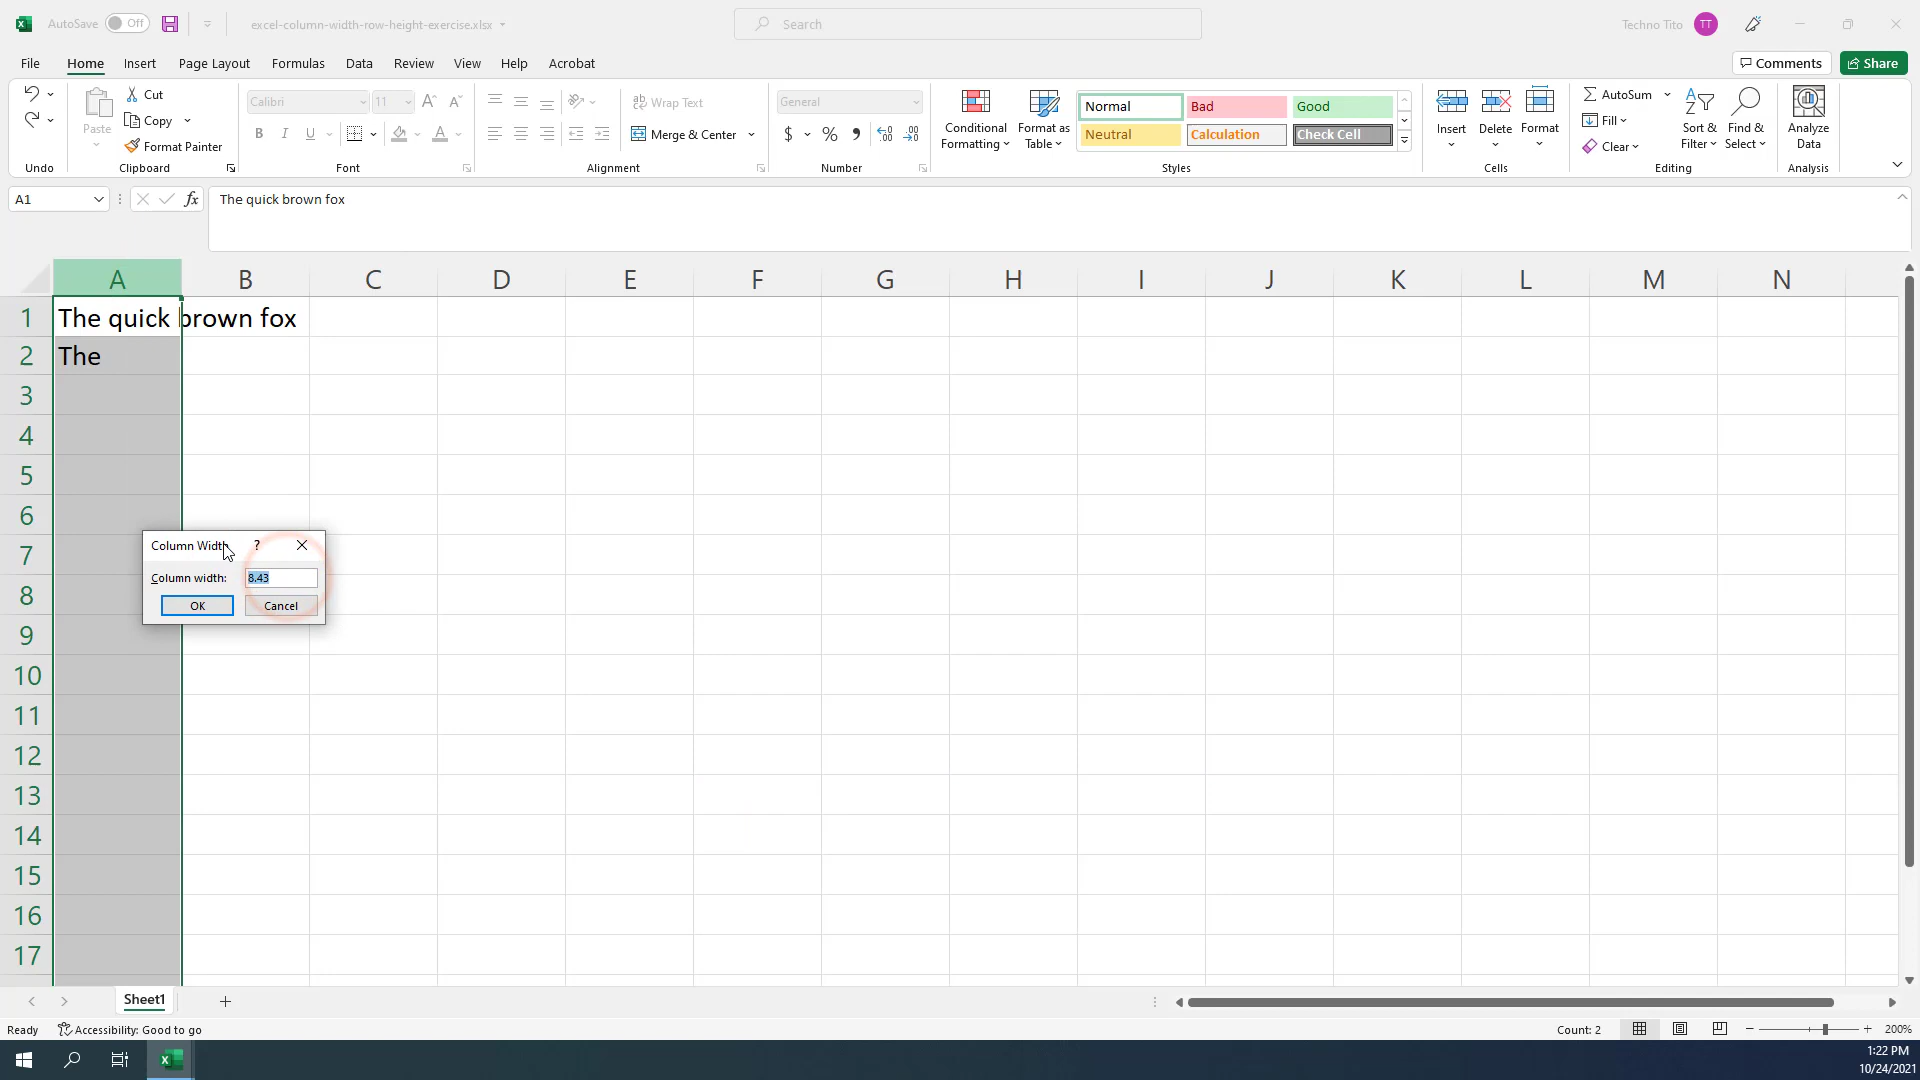 AutoSave Off excel-column-width-row-height-exercise.xlsx Search Techno Tito TT
File Home Insert Page Layout Formulas Data Review View Help Acrobat Comments Share
Paste Cut Copy Format Painter
Calibri 11 B I U A
Wrap Text Merge & Center
General $ % 9
Conditional Formatting Format as Table
Normal Bad Good
Neutral Calculation Check Cell
Insert Delete Format
AutoSum Fill Clear
Sort & Filter Find & Select Analyze Data
Undo Clipboard Font Alignment Number Styles Cells Editing Analysis
A1 fx The quick brown fox
A B C D E F G H I J K L M N
1 The quick brown fox
2 The
3
4
5
6
7
8
9
10
11
12
13
14
15
16
17
Column Width ?
Column width: 8.43
OK Cancel
Sheet1
Ready Accessibility: Good to go Count: 2 200%
1:22 PM
10/24/2021